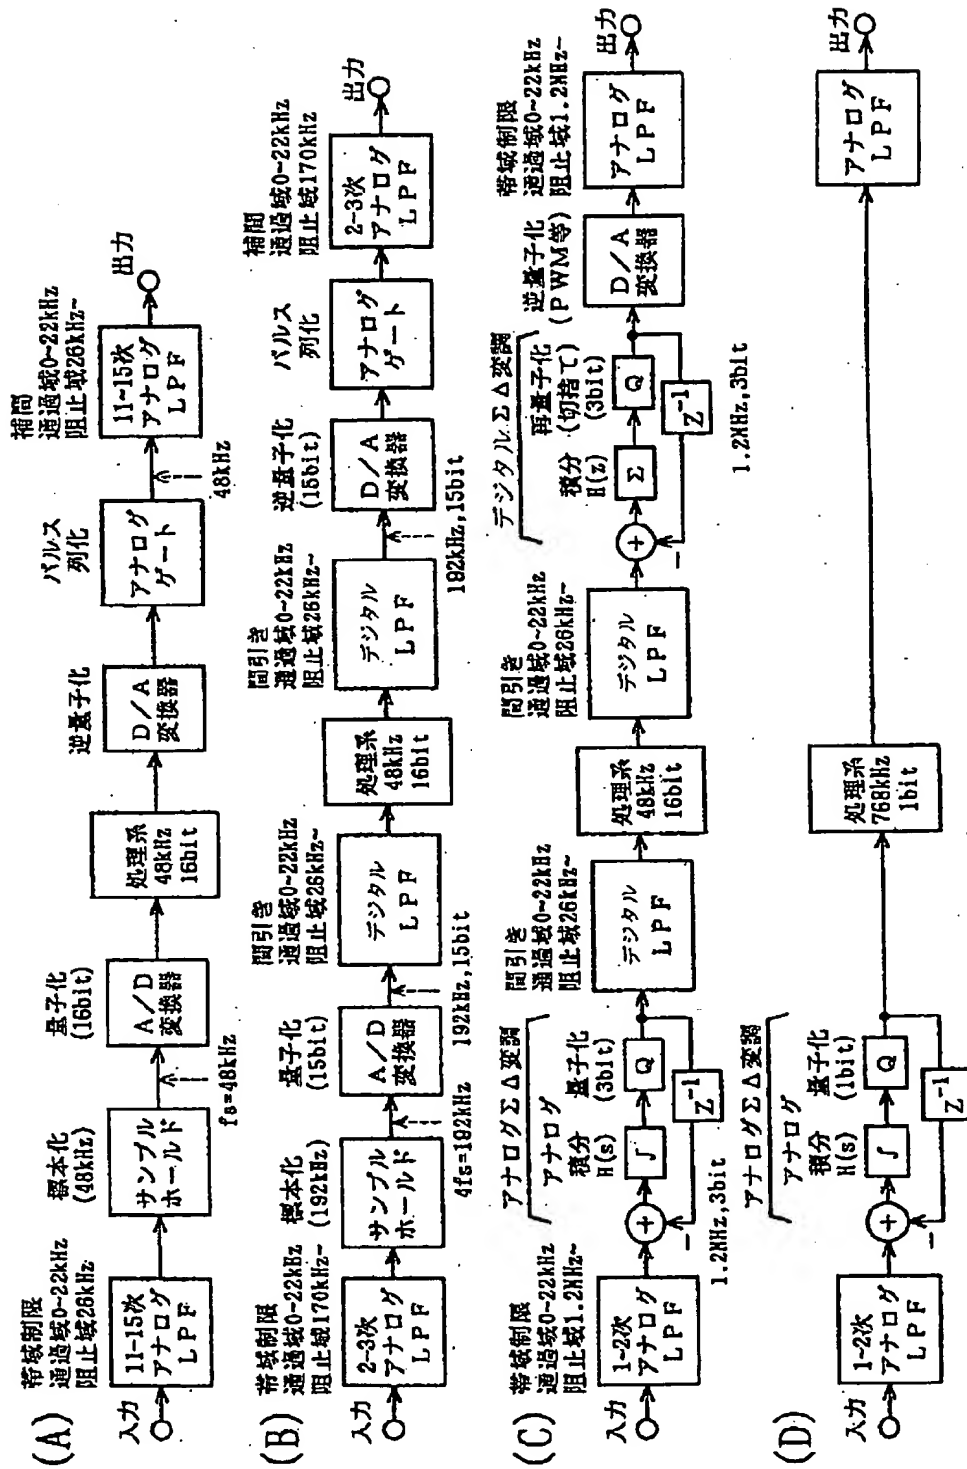 (A)
入力
帯域制限
通過域0~22kHz
阻止域26kHz
11-15次
アナログ
LPF
標本化
(48kHz)
サンプル
ホールド
fs=48kHz
量子化
(16bit)
A/D
変換器
処理系
48kHz
16bit
逆量子化
D/A
変換器
パルス
列化
アナログ
ゲート
48kHz
補間
通過域0~22kHz
阻止域26kHz~
11~15次
アナログ
LPF
出力
(B)
入力
帯域制限
通過域0~22kHz
阻止域170kHz~
2-3次
アナログ
LPF
標本化
(192kHz)
サンプル
ホールド
4fs=192kHz
量子化
(15bit)
A/D
変換器
192kHz,15bit
間引き
通過域0~22kHz
阻止域26kHz~
デジタル
LPF
処理系
48kHz
16bit
間引き
通過域0~22kHz
阻止域26kHz~
デジタル
LPF
192kHz,15bit
逆量子化
(15bit)
D/A
変換器
パルス
列化
アナログ
ゲート
補間
通過域0~22kHz
阻止域170kHz
2-3次
アナログ
LPF
出力
(C)
入力
帯域制限
通過域0~22kHz
阻止域1.2MHz~
1-2次
アナログ
LPF
アナログΣΔ変調
アナログ
積分
H(s)
量子化
(3bit)
+
−
∫
Q
Z⁻¹
1.2MHz,3bit
間引き
通過域0~22kHz
阻止域26kHz~
デジタル
LPF
処理系
48kHz
16bit
間引き
通過域0~22kHz
阻止域26kHz~
デジタル
LPF
デジタルΣΔ変調
積分
H(z)
再量子化
(切捨て)
(3bit)
+
−
Σ
Q
Z⁻¹
1.2MHz,3bit
逆量子化
(PWM等)
D/A
変換器
帯域制限
通過域0~22kHz
阻止域1.2MHz~
アナログ
LPF
出力
(D)
入力
1-2次
アナログ
LPF
アナログΣΔ変調
アナログ
積分
H(s)
量子化
(1bit)
+
−
∫
Q
Z⁻¹
処理系
768kHz
1bit
アナログ
LPF
出力